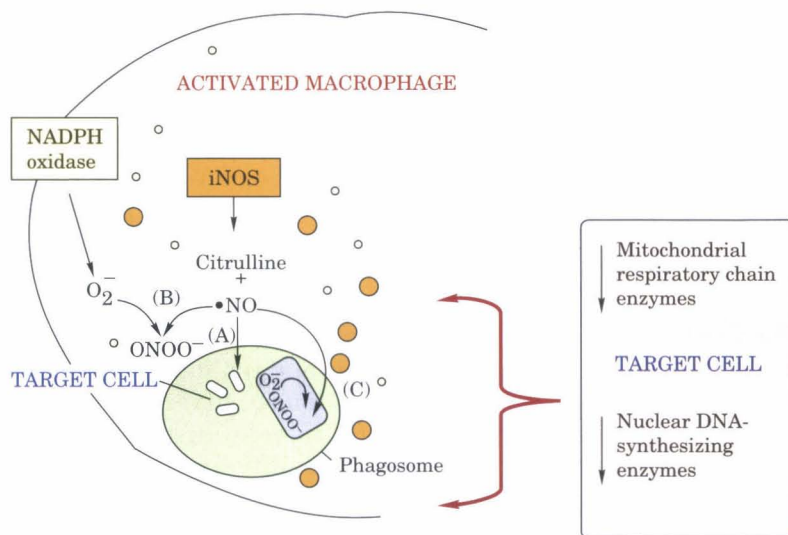 ACTIVATED MACROPHAGE
NADPH
oxidase
iNOS
Citrulline
+
•NO
O₂⁻
(B)
(A)
ONOO⁻
TARGET CELL
O₂⁻
ONOO⁻
(C)
Phagosome
Mitochondrial
respiratory chain
enzymes
TARGET CELL
Nuclear DNA-
synthesizing
enzymes